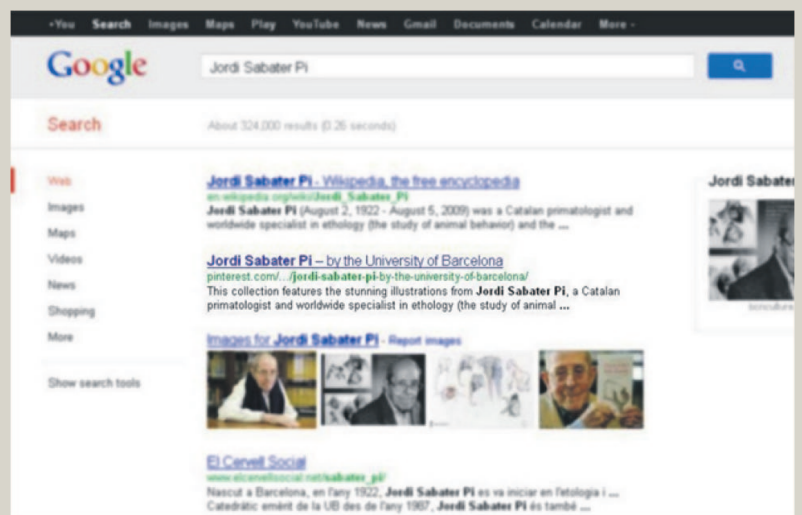 +You Search Images Maps Play YouTube News Gmail Documents Calendar More
Google
Jordi Sabater Pi
Search
About 324,000 results (0.26 seconds)
Web
Images
Maps
Videos
News
Shopping
More
Show search tools
Jordi Sabater Pi - Wikipedia, the free encyclopedia
en.wikipedia.org/wiki/Jordi_Sabater_Pi
Jordi Sabater Pi (August 2, 1922 - August 5, 2009) was a Catalan primatologist and
worldwide specialist in ethology (the study of animal behavior) and the ...
Jordi Sabater Pi – by the University of Barcelona
pinterest.com/.../jordi-sabater-pi-by-the-university-of-barcelona/
This collection features the stunning illustrations from Jordi Sabater Pi, a Catalan
primatologist and worldwide specialist in ethology (the study of animal ...
Images for Jordi Sabater Pi - Report images
El Cervell Social
www.elcervellsocial.net/sabater_pi/
Nascut a Barcelona, en l'any 1922, Jordi Sabater Pi es va iniciar en l'etologia i ...
Catedràtic emèrit de la UB des de l'any 1987, Jordi Sabater Pi és també ...
Jordi Sabater